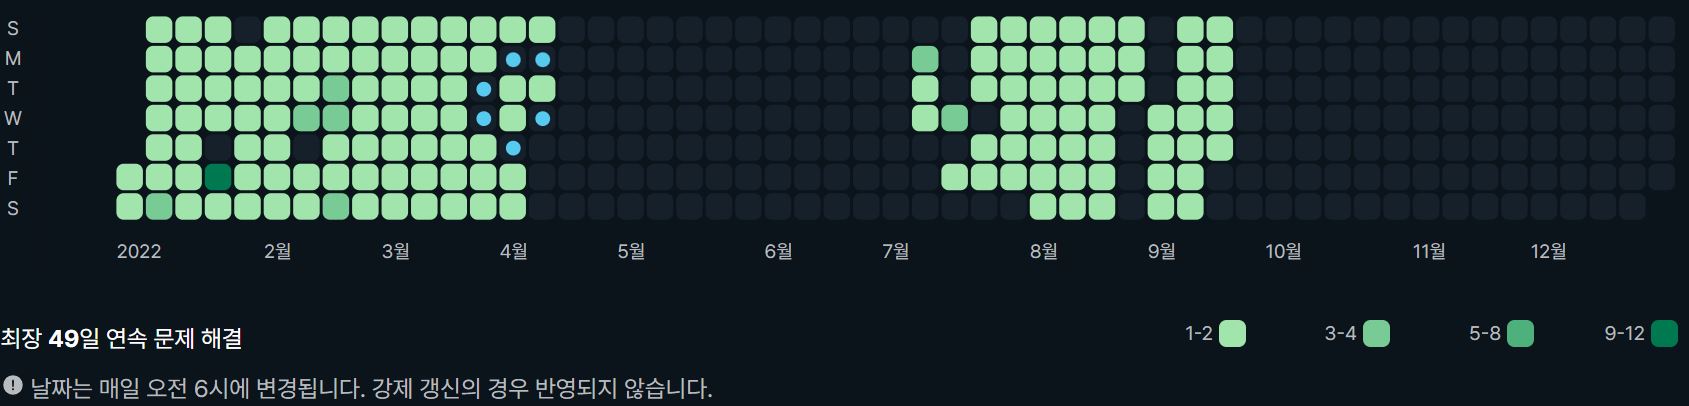 S
M
T
W
T
F
S
2022 2월 3월 4월 5월 6월 7월 8월 9월 10월 11월 12월
최장 49일 연속 문제 해결
1-2 3-4 5-8 9-12
! 날짜는 매일 오전 6시에 변경됩니다. 강제 갱신의 경우 반영되지 않습니다.